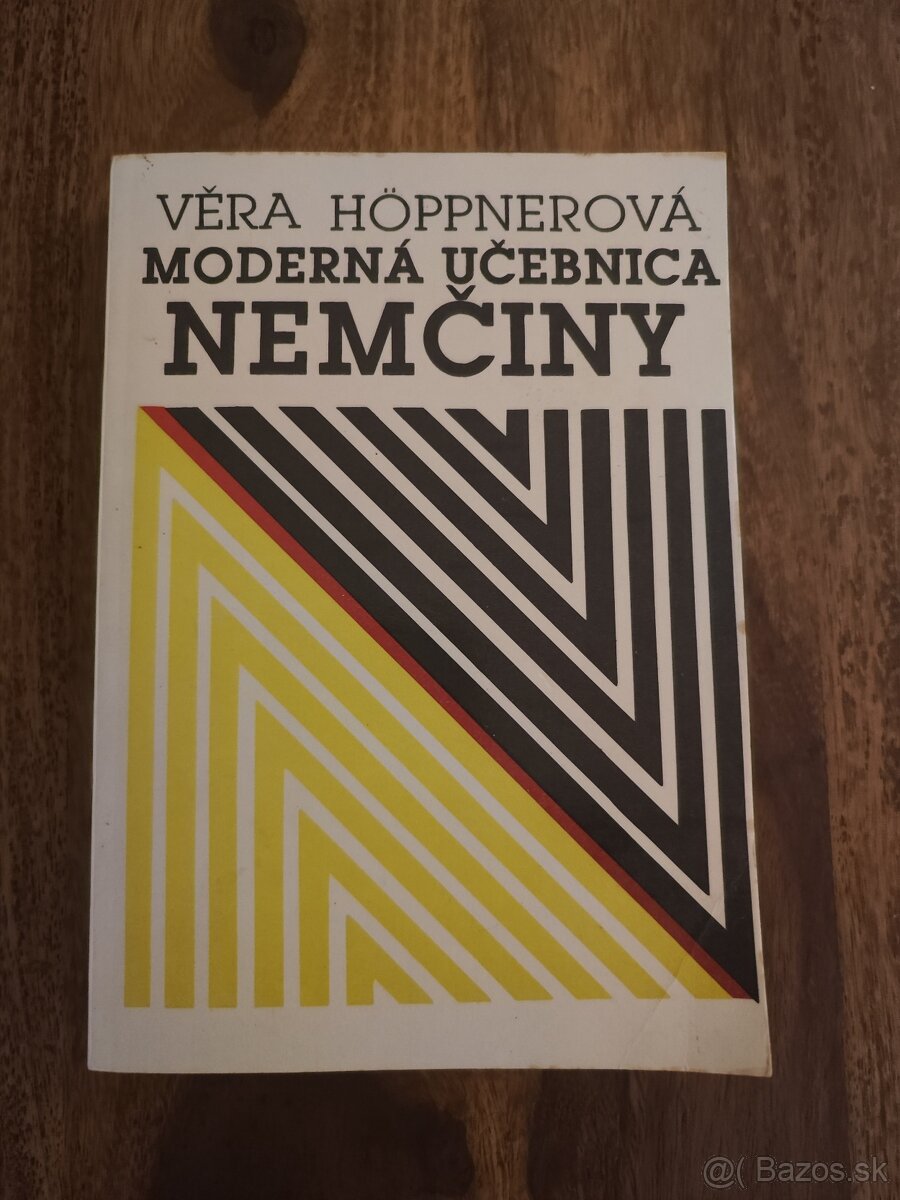 VĚRA HÖPPNEROVÁ
MODERNÁ UČEBNICA
NEMČINY
@( Bazos.sk